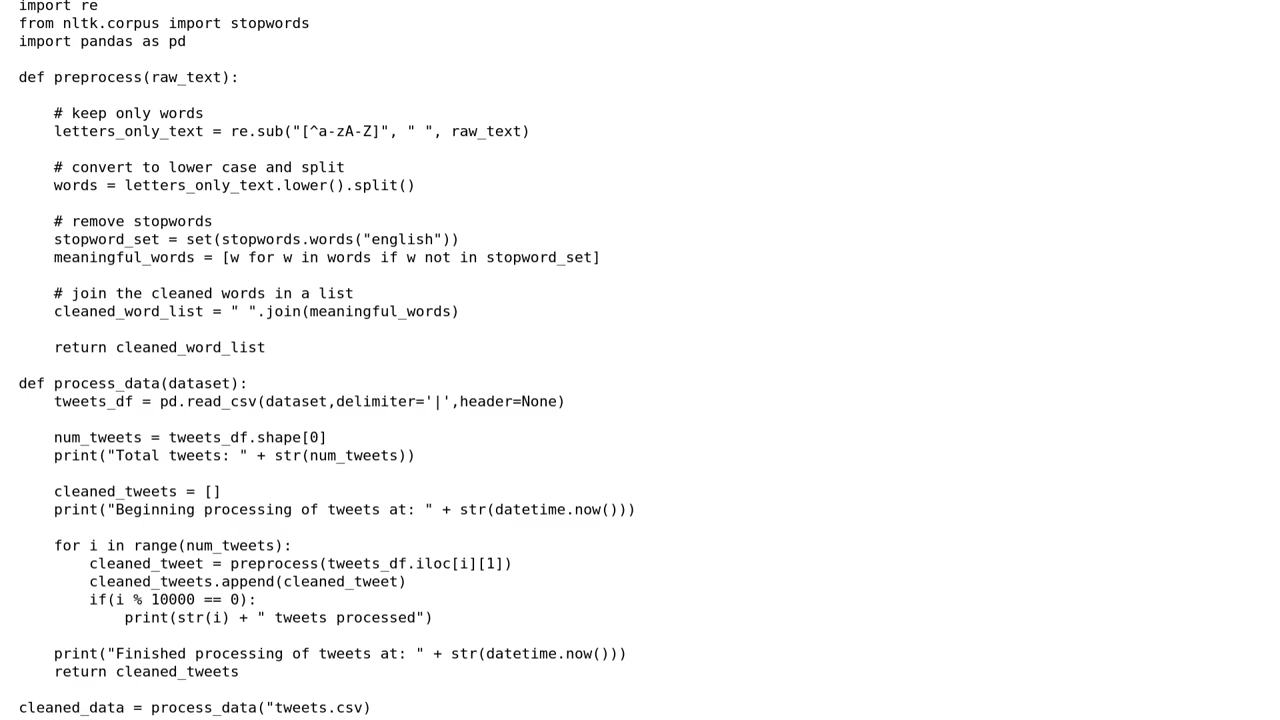 import re
from nltk.corpus import stopwords
import pandas as pd
def preprocess(raw_text):
# keep only words
letters_only_text = re.sub("[^a-zA-Z]", " ", raw_text)
# convert to lower case and split
words = letters_only_text.lower().split()
# remove stopwords
stopword_set = set(stopwords.words("english"))
meaningful_words = [w for w in words if w not in stopword_set]
# join the cleaned words in a list
cleaned_word_list = " ".join(meaningful_words)
return cleaned_word_list
def process_data(dataset):
tweets_df = pd.read_csv(dataset,delimiter='|',header=None)
num_tweets = tweets_df.shape[0]
print("Total tweets: " + str(num_tweets))
cleaned_tweets = []
print("Beginning processing of tweets at: " + str(datetime.now()))
for i in range(num_tweets):
cleaned_tweet = preprocess(tweets_df.iloc[i][1])
cleaned_tweets.append(cleaned_tweet)
if(i % 10000 == 0):
print(str(i) + " tweets processed")
print("Finished processing of tweets at: " + str(datetime.now()))
return cleaned_tweets
cleaned_data = process_data("tweets.csv)